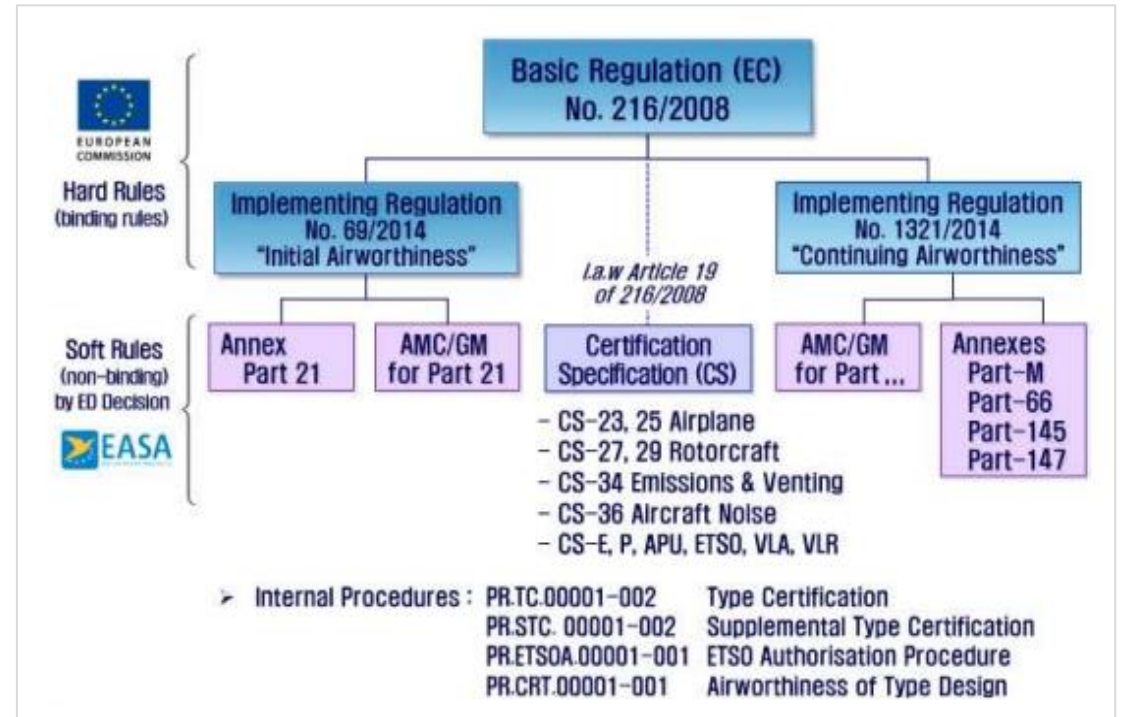 Basic Regulation (EC)
No. 216/2008
EUROPEAN
COMMISSION
Hard Rules
(binding rules)
Implementing Regulation
No. 69/2014
“Initial Airworthiness”
Implementing Regulation
No. 1321/2014
“Continuing Airworthiness”
I.a.w Article 19
of 216/2008
Soft Rules
(non-binding)
by ED Decision
EASA
Annex
Part 21
AMC/GM
for Part 21
Certification
Specification (CS)
AMC/GM
for Part ...
Annexes
Part-M
Part-66
Part-145
Part-147
- CS-23, 25 Airplane
- CS-27, 29 Rotorcraft
- CS-34 Emissions & Venting
- CS-36 Aircraft Noise
- CS-E, P, APU, ETSO, VLA, VLR
➢ Internal Procedures : PR.TC.00001-002 Type Certification
PR.STC. 00001-002 Supplemental Type Certification
PR.ETSOA.00001-001 ETSO Authorisation Procedure
PR.CRT.00001-001 Airworthiness of Type Design